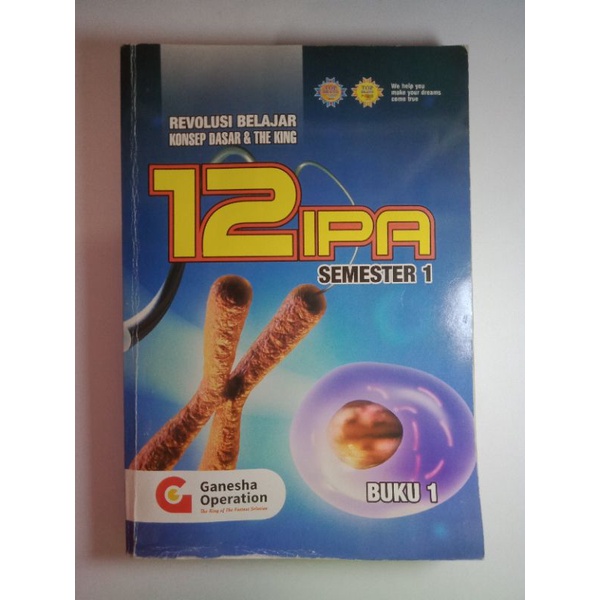 We help you
make your dreams
come true
REVOLUSI BELAJAR
KONSEP DASAR & THE KING
12 IPA
SEMESTER 1
Ganesha
Operation
The King of The Fastest Solution
BUKU 1